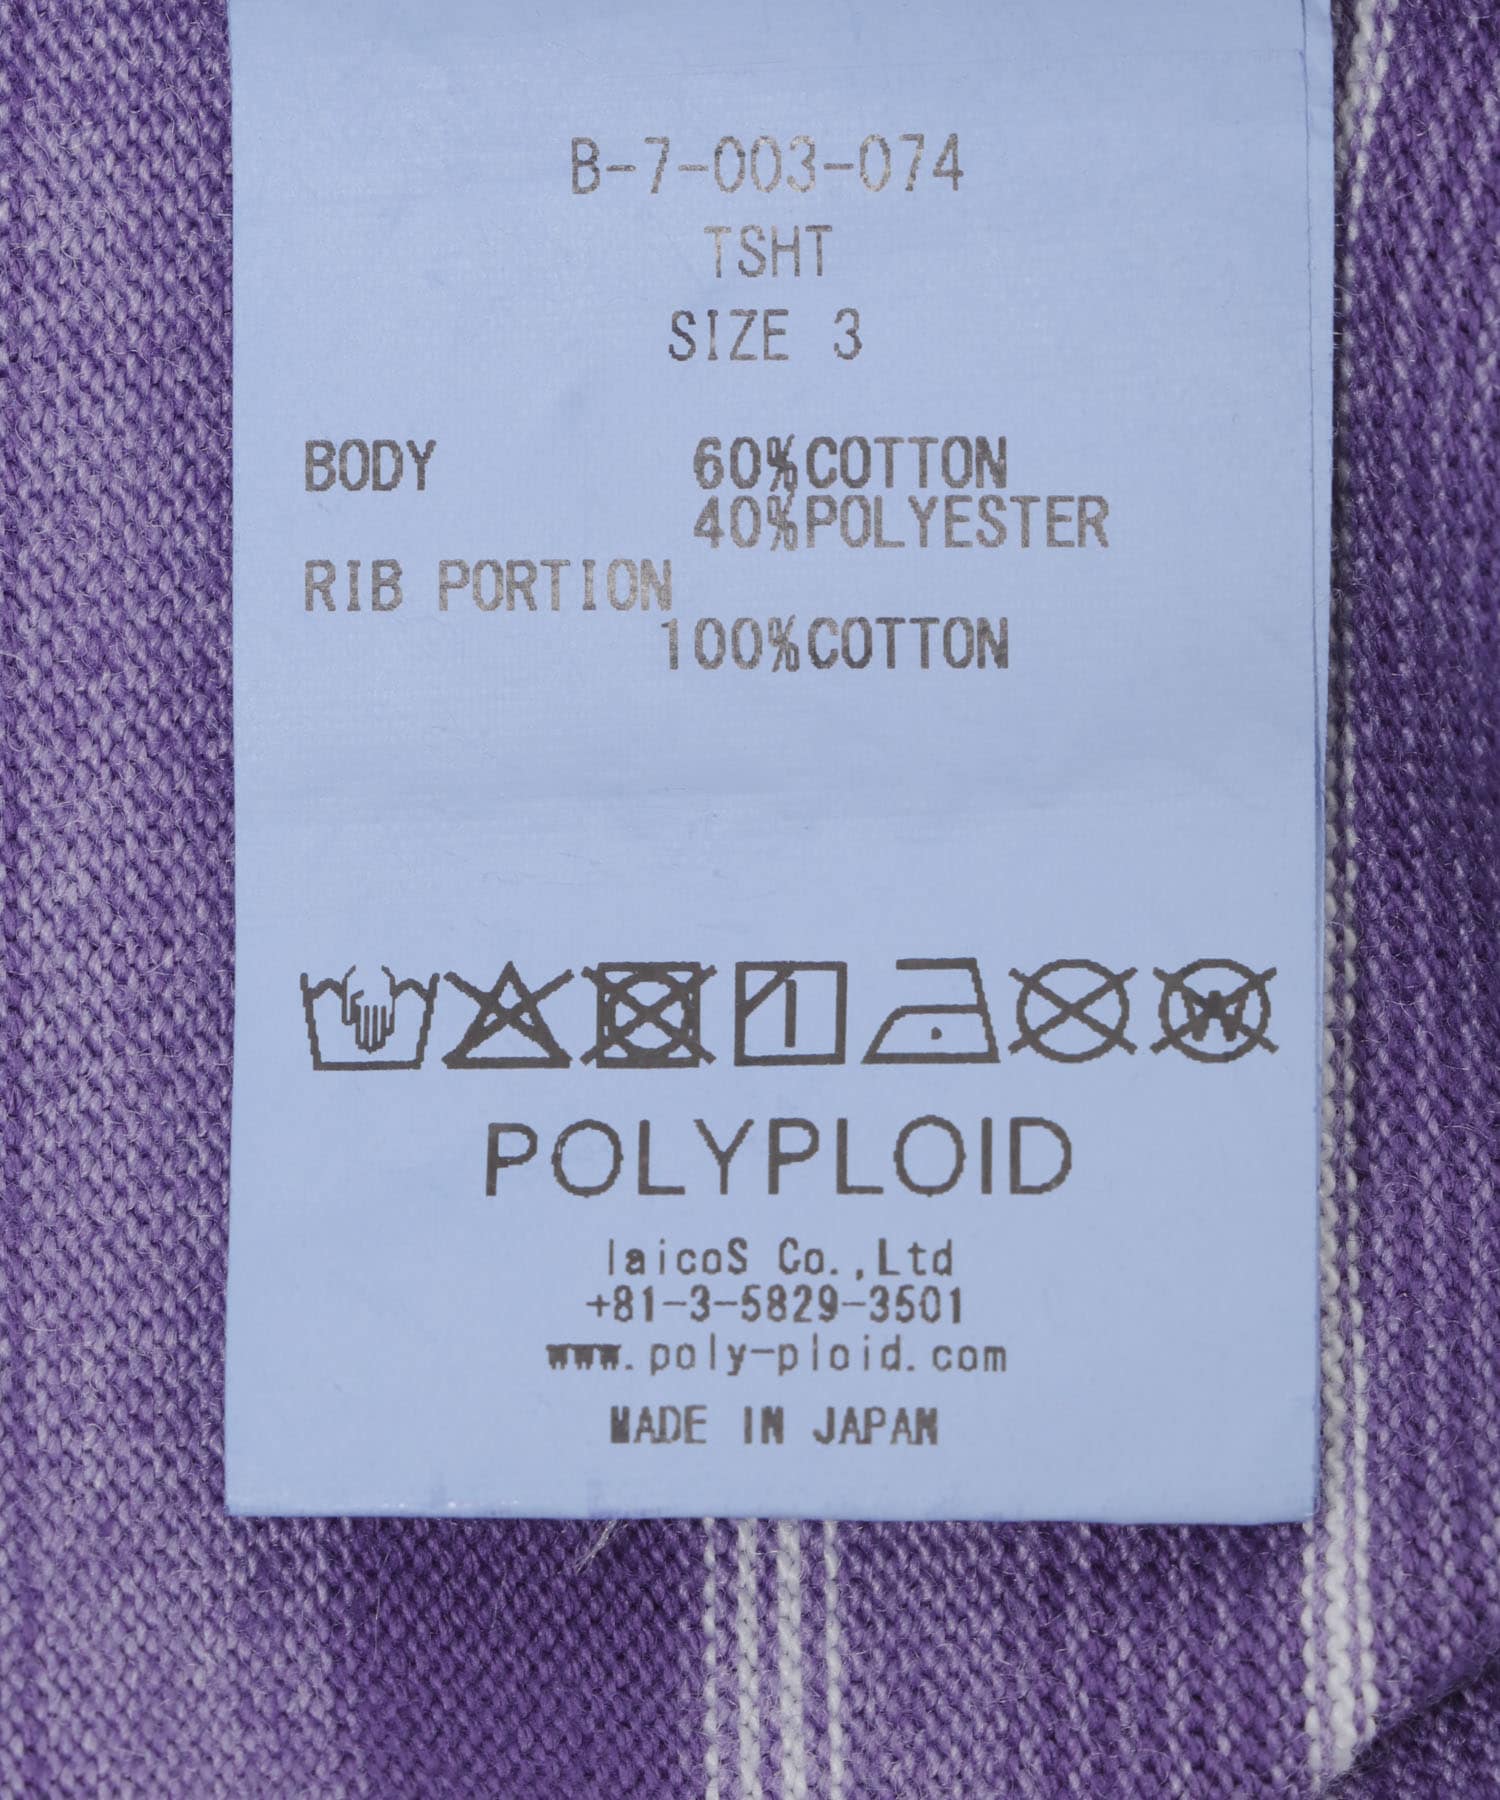 B-7-003-074
TSHT
SIZE 3
BODY 60%COTTON
40%POLYESTER
RIB PORTION
100%COTTON
W
POLYPLOID
laicoS Co.,Ltd
+81-3-5829-3501
www.poly-ploid.com
MADE IN JAPAN